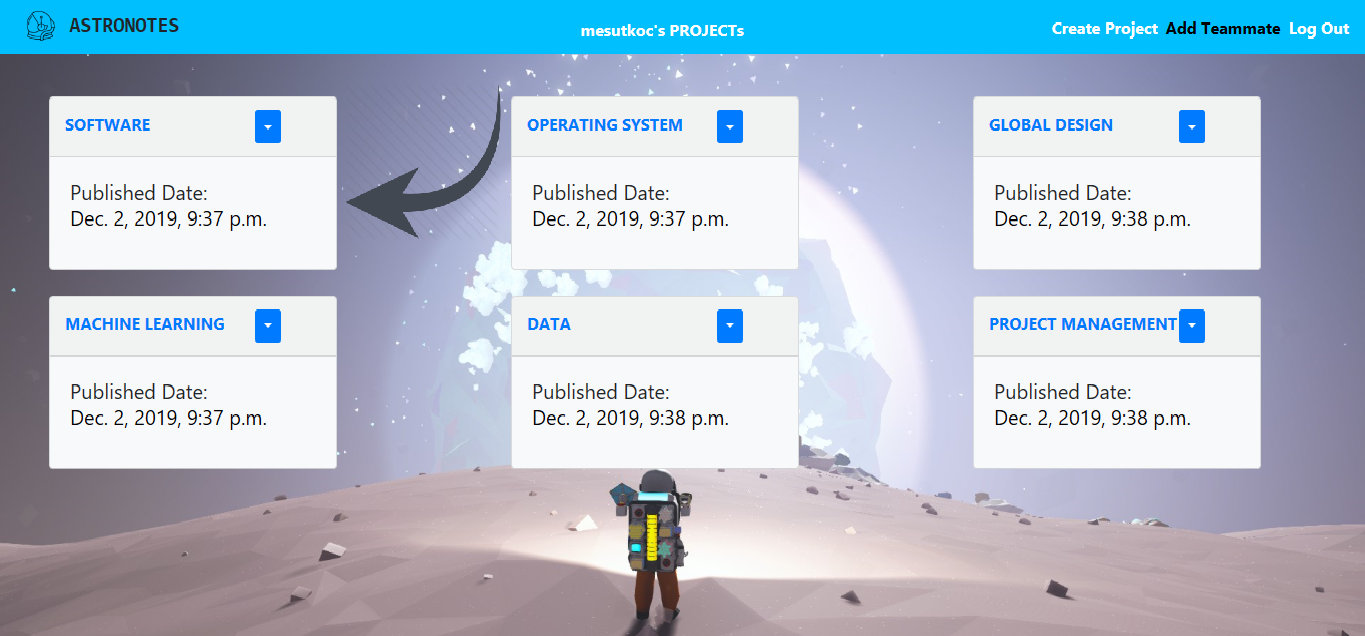 ASTRONOTES
mesutkoc's PROJECTs
Create Project Add Teammate Log Out
SOFTWARE
Published Date:
Dec. 2, 2019, 9:37 p.m.
OPERATING SYSTEM
Published Date:
Dec. 2, 2019, 9:37 p.m.
GLOBAL DESIGN
Published Date:
Dec. 2, 2019, 9:38 p.m.
MACHINE LEARNING
Published Date:
Dec. 2, 2019, 9:37 p.m.
DATA
Published Date:
Dec. 2, 2019, 9:38 p.m.
PROJECT MANAGEMENT
Published Date:
Dec. 2, 2019, 9:38 p.m.